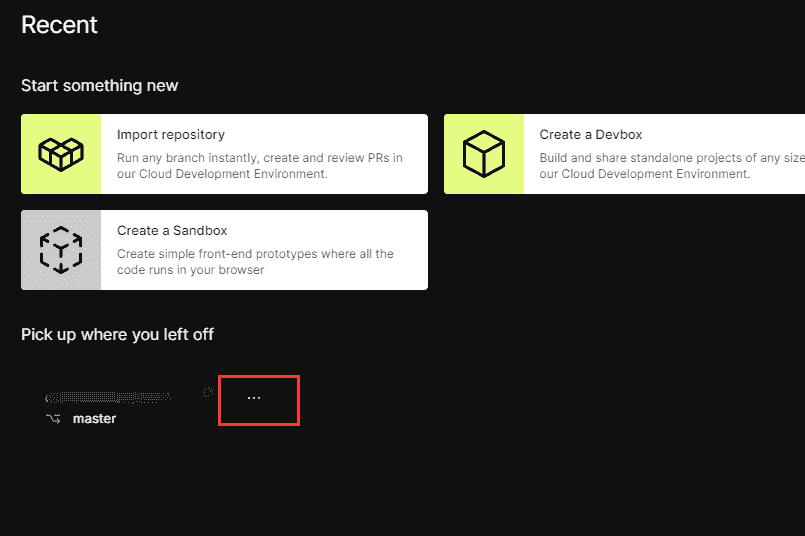 Recent
Start something new
Import repository
Run any branch instantly, create and review PRs in
our Cloud Development Environment.
Create a Devbox
Build and share standalone projects of any size
our Cloud Development Environment.
Create a Sandbox
Create simple front-end prototypes where all the
code runs in your browser
Pick up where you left off
...
master